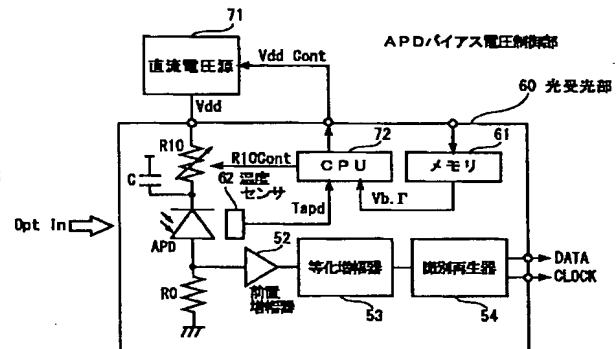 71
APDバイアス電圧制御部
直流電圧源
Vdd Cont
Vdd
60 光受光部
R10
72
61
R10Cont
CPU
メモリ
C
62 温度
センサ
Tapd
Vb.Γ
Opt in
APD
52
等化増幅器
識別再生器
DATA
CLOCK
R0
前置
増幅器
53
54